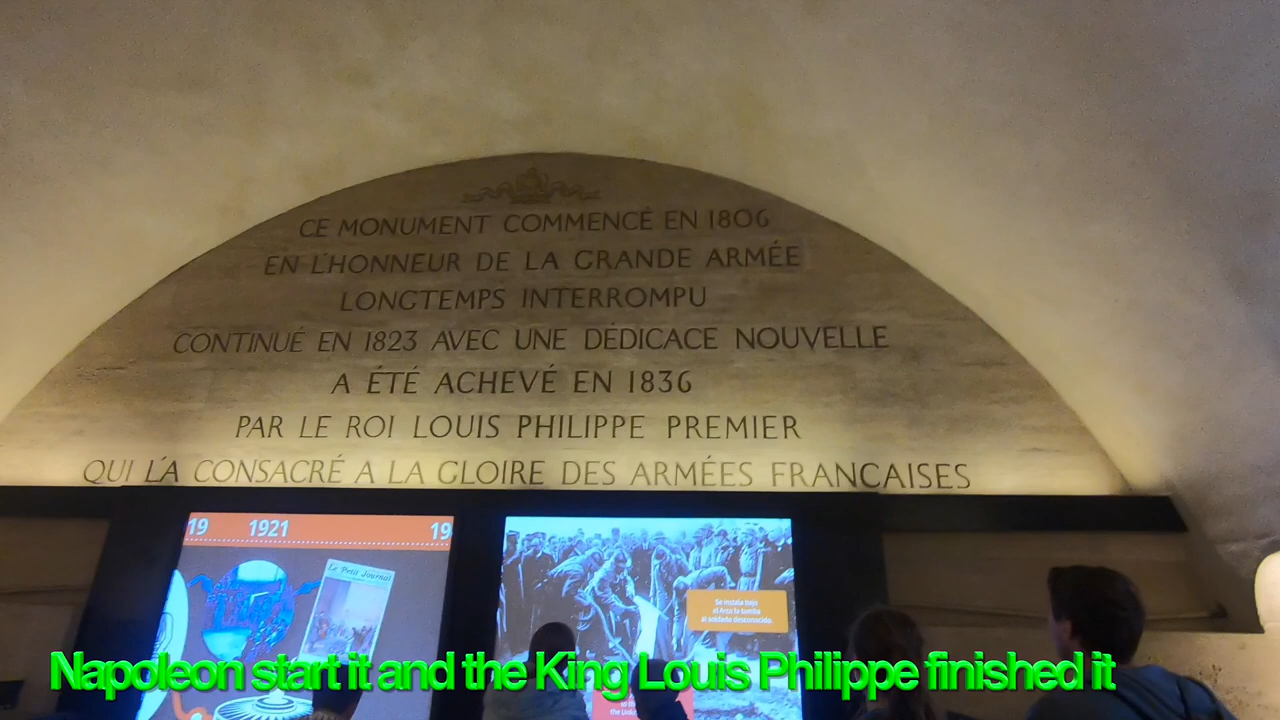 CE MONUMENT COMMENCÉ EN 1806
EN L'HONNEUR DE LA GRANDE ARMÉE
LONGTEMPS INTERROMPU
CONTINUÉ EN 1823 AVEC UNE DÉDICACE NOUVELLE
A ÉTÉ ACHEVÉ EN 1836
PAR LE ROI LOUIS PHILIPPE PREMIER
QUI L'A CONSACRÉ A LA GLOIRE DES ARMÉES FRANCAISES
19 1921 19
Le Petit Journal
Se instala bajo
el Arco la tumba
al soldado desconocido.
Napoleon start it and the King Louis Philippe finished it